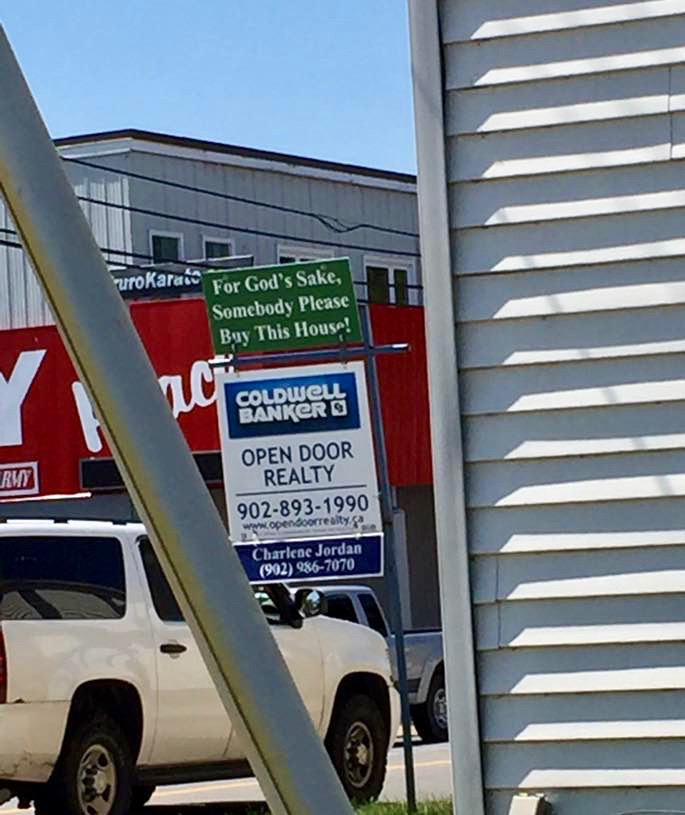 uroKarate
For God's Sake,
Somebody Please
Buy This House!
Y
ARMY
COLDWELL
BANKER
OPEN DOOR
REALTY
902-893-1990
www.opendoorrealty.ca
Charlene Jordan
(902) 986-7070